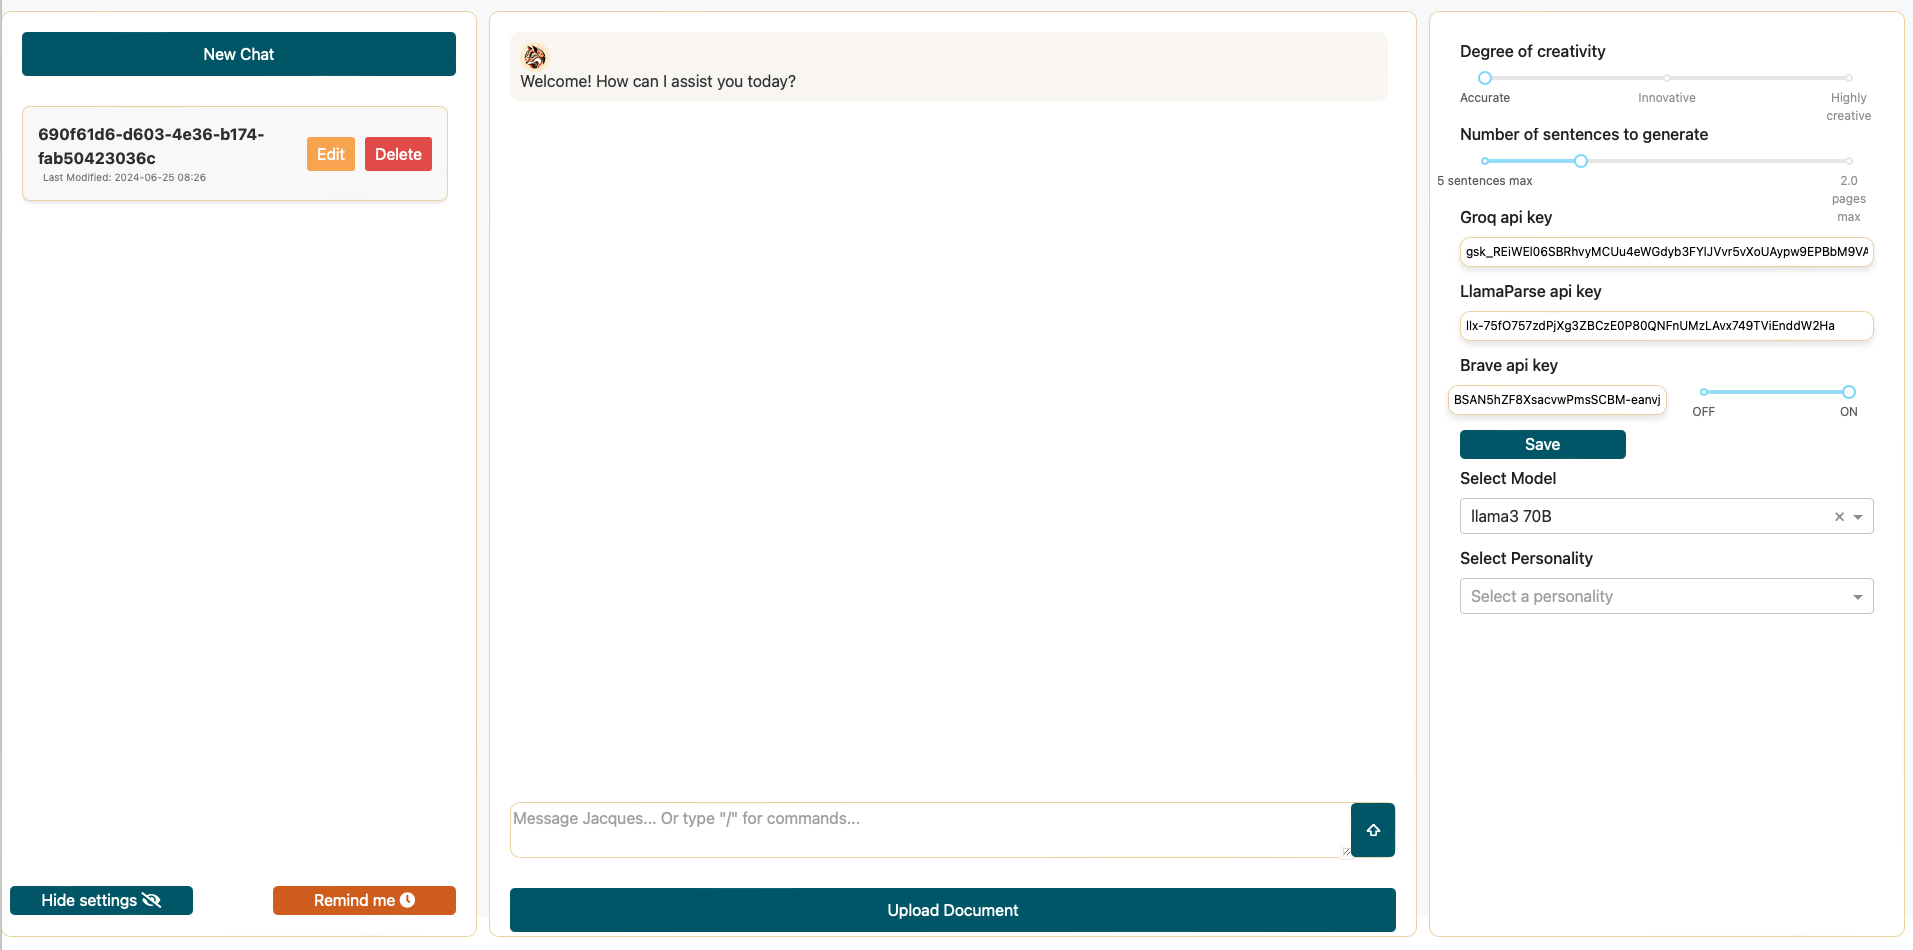 New Chat
690f61d6-d603-4e36-b174-
fab50423036c
Edit
Delete
Last Modified: 2024-06-25 08:26
Hide settings
Remind me
Welcome! How can I assist you today?
Message Jacques... Or type "/" for commands...
Upload Document
Degree of creativity
Accurate
Innovative
Highly
creative
Number of sentences to generate
5 sentences max
2.0
pages
max
Groq api key
LlamaParse api key
llx-75fO757zdPjXg3ZBCzE0P80QNFnUMzLAvx749TViEnddW2Ha
Brave api key
BSAN5hZF8XsacvwPmsSCBM-eanvj
OFF
ON
Save
Select Model
llama3 70B
Select Personality
Select a personality